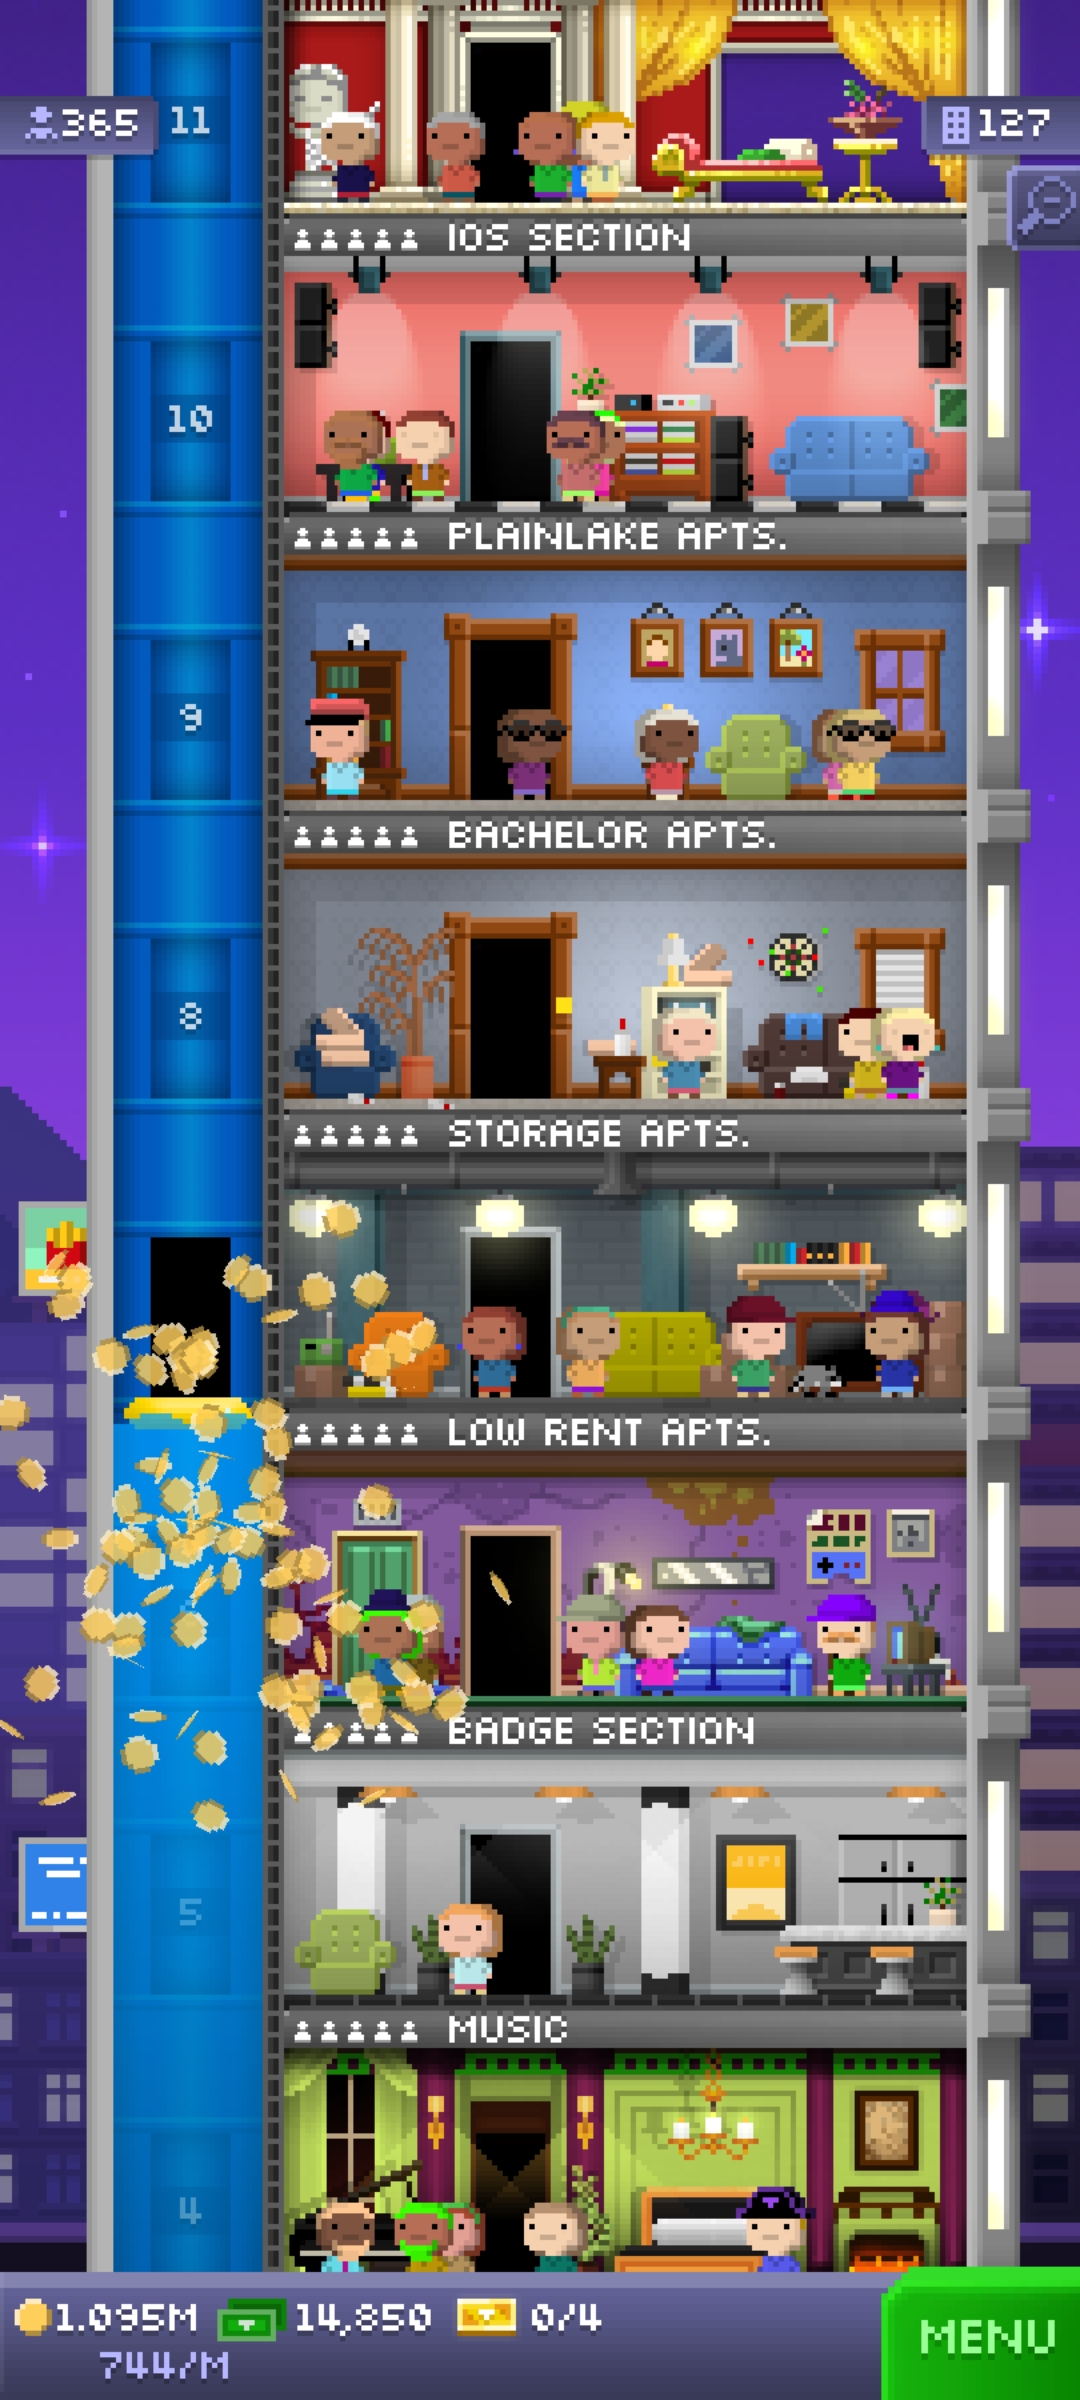 365
11
127
IOS SECTION
10
PLAINLAKE APTS.
9
BACHELOR APTS.
8
STORAGE APTS.
LOW RENT APTS.
BADGE SECTION
5
MUSIC
4
1.095M 14,850 0/4
744/M
MENU